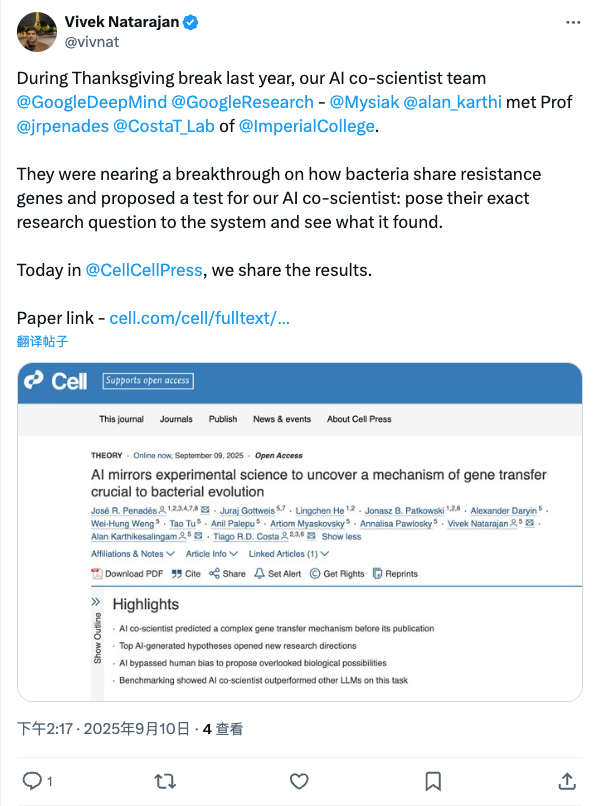 Vivek Natarajan
@vivnat
During Thanksgiving break last year, our AI co-scientist team
@GoogleDeepMind @GoogleResearch - @Mysiak @alan_karthi met Prof
@jrpenades @CostaT_Lab of @ImperialCollege.
They were nearing a breakthrough on how bacteria share resistance
genes and proposed a test for our AI co-scientist: pose their exact
research question to the system and see what it found.
Today in @CellCellPress, we share the results.
Paper link - cell.com/cell/fulltext/...
翻译帖子
Cell Supports open access
This journal Journals Publish News & events About Cell Press
THEORY · Online now, September 09, 2025 · Open Access
AI mirrors experimental science to uncover a mechanism of gene transfer
crucial to bacterial evolution
José R. Penadés 1,2,3,4,7,8 · Juraj Gottweis 5,7 · Lingchen He 1,2 · Jonasz B. Patkowski 1,2,6 · Alexander Daryin 5 ·
Wei-Hung Weng 5 · Tao Tu 5 · Anil Palepu 5 · Artiom Myaskovsky 5 · Annalisa Pawlosky 5 · Vivek Natarajan 5 ·
Alan Karthikesalingam 5 · Tiago R.D. Costa 2,3,6 Show less
Affiliations & Notes Article Info Linked Articles (1)
Download PDF Cite Share Set Alert Get Rights Reprints
Show Outline
Highlights
· AI co-scientist predicted a complex gene transfer mechanism before its publication
· Top AI-generated hypotheses opened new research directions
· AI bypassed human bias to propose overlooked biological possibilities
· Benchmarking showed AI co-scientist outperformed other LLMs on this task
下午2:17 · 2025年9月10日 · 4 查看
1